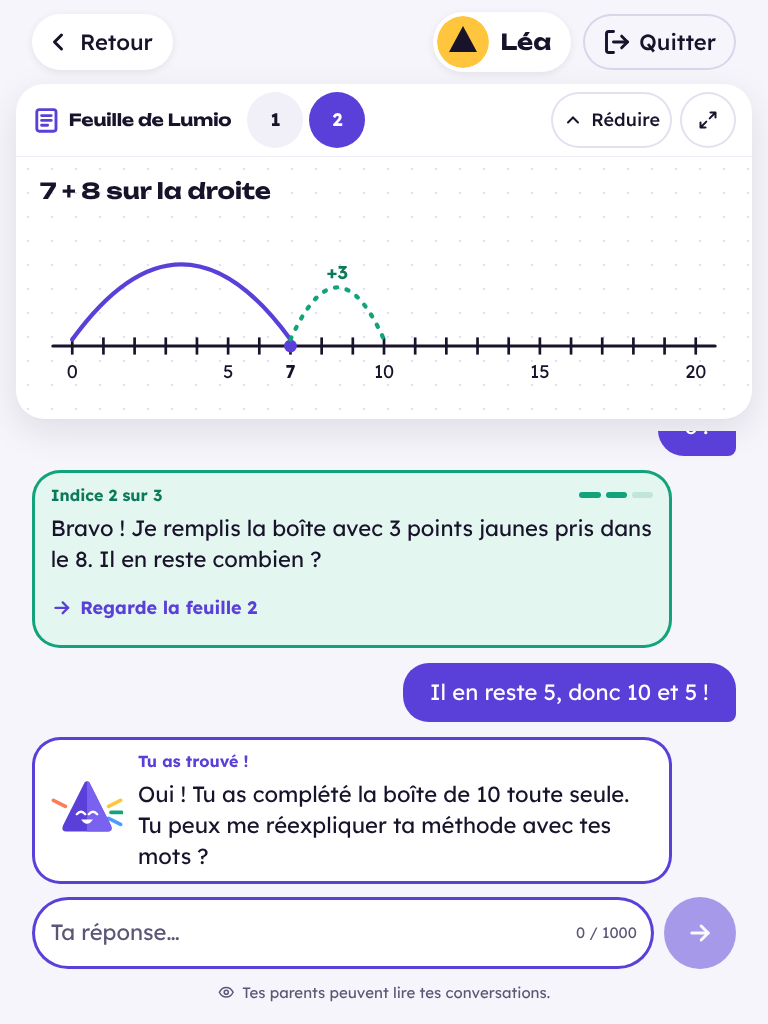 Retour
Léa
Quitter
Feuille de Lumio
1
2
Réduire
7 + 8 sur la droite
+3
0
5
7
10
15
20
Indice 2 sur 3
Bravo ! Je remplis la boîte avec 3 points jaunes pris dans
le 8. Il en reste combien ?
→ Regarde la feuille 2
Il en reste 5, donc 10 et 5 !
Tu as trouvé !
Oui ! Tu as complété la boîte de 10 toute seule.
Tu peux me réexpliquer ta méthode avec tes
mots ?
Ta réponse…
0 / 1000
Tes parents peuvent lire tes conversations.